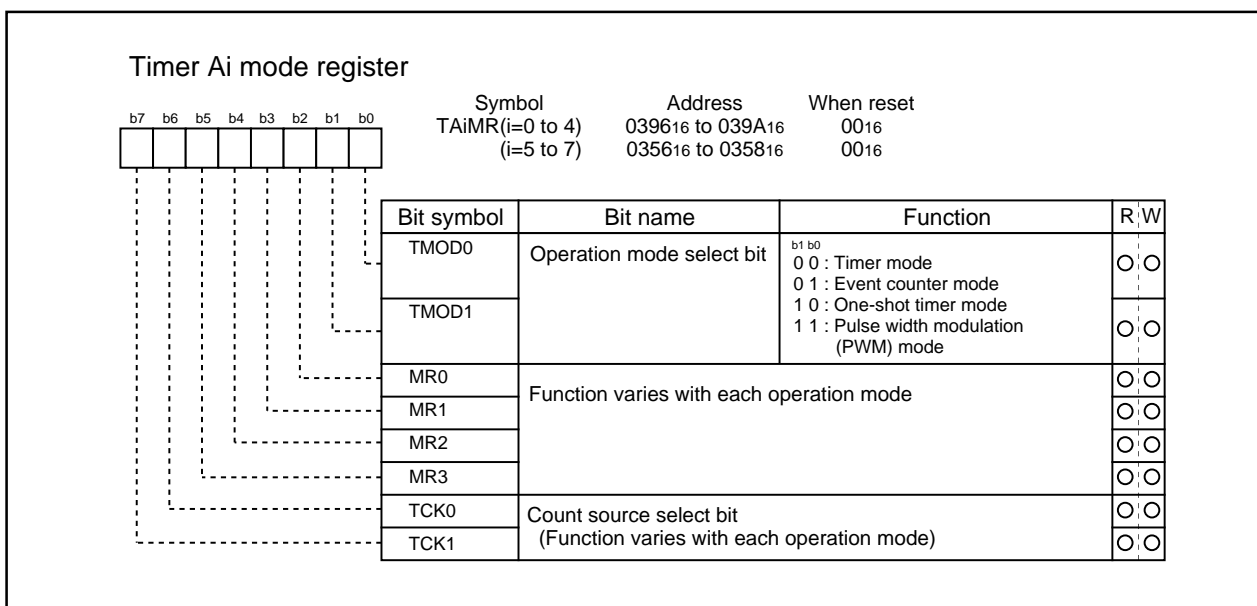 Timer Ai mode register
Symbol Address When reset
TAiMR(i=0 to 4) 039616 to 039A16 0016
(i=5 to 7) 035616 to 035816 0016
b7 b6 b5 b4 b3 b2 b1 b0
Bit symbol Bit name Function R W
TMOD0 Operation mode select bit b1 b0
0 0 : Timer mode
0 1 : Event counter mode
TMOD1 1 0 : One-shot timer mode
1 1 : Pulse width modulation
(PWM) mode
MR0 Function varies with each operation mode
MR1
MR2
MR3
TCK0 Count source select bit
TCK1 (Function varies with each operation mode)